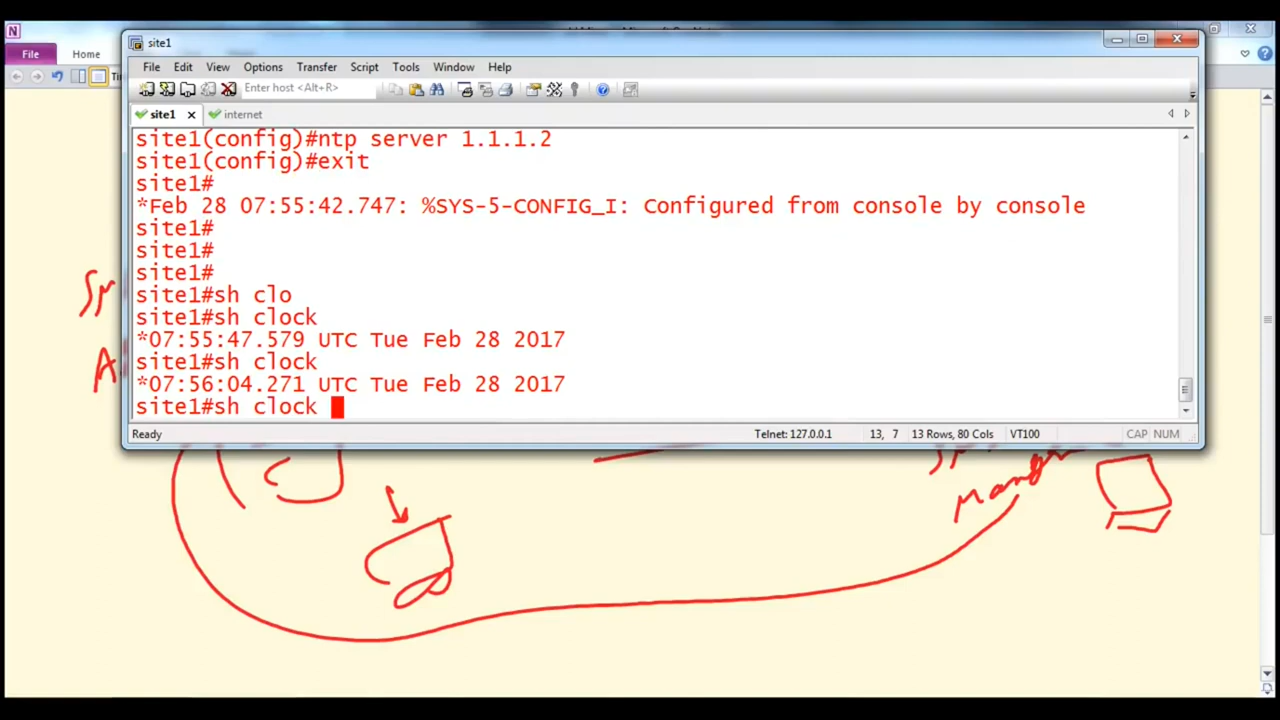 site1
File Home
File Edit View Options Transfer Script Tools Window Help
Enter host <Alt+R>
site1 internet
site1(config)#ntp server 1.1.1.2
site1(config)#exit
site1#
*Feb 28 07:55:42.747: %SYS-5-CONFIG_I: Configured from console by console
site1#
site1#
site1#
site1#sh clo
site1#sh clock
*07:55:47.579 UTC Tue Feb 28 2017
site1#sh clock
*07:56:04.271 UTC Tue Feb 28 2017
site1#sh clock
Ready Telnet: 127.0.0.1 13, 7 13 Rows, 80 Cols VT100 CAP NUM